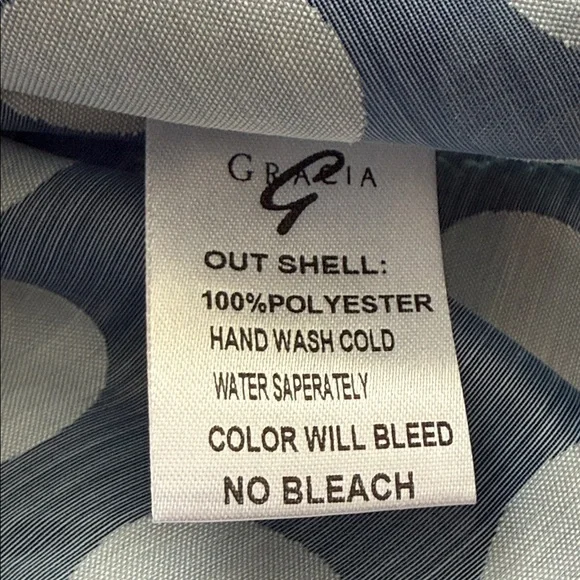 GRACIA
OUT SHELL:
100%POLYESTER
HAND WASH COLD
WATER SAPERATELY
COLOR WILL BLEED
NO BLEACH